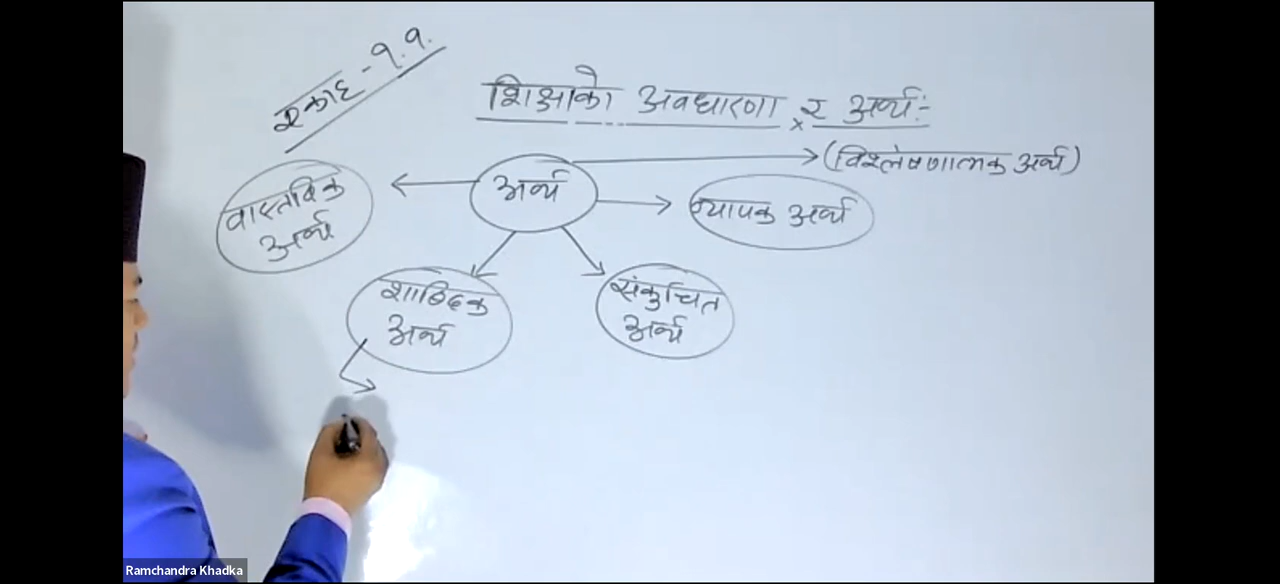 एकाइ - १.१.
शिक्षाको अवधारणा र अर्थ:-
(विश्लेषणात्मक अर्थ)
वास्तविक
अर्थ
अर्थ
व्यापक अर्थ
शाब्दिक
अर्थ
संकुचित
अर्थ
Ramchandra Khadka